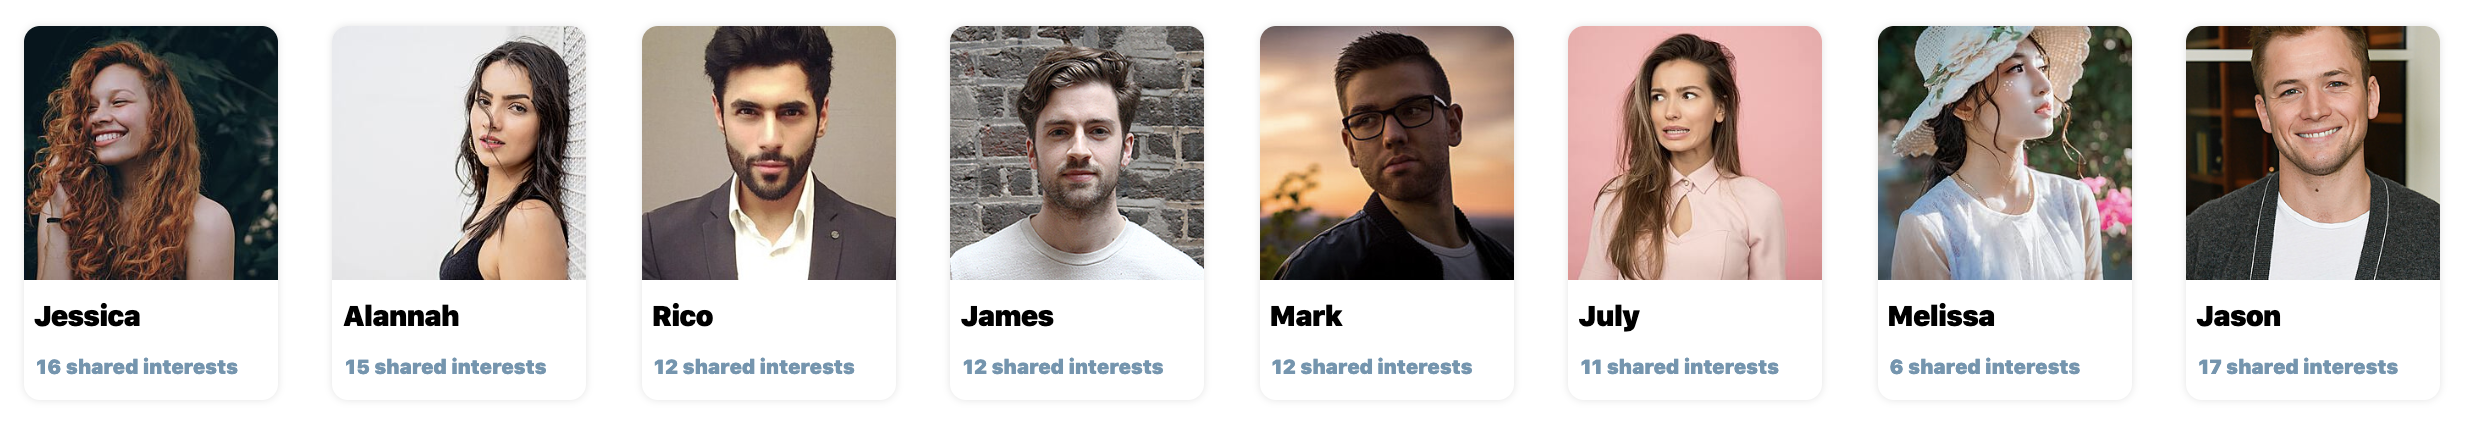 Jessica
16 shared interests
Alannah
15 shared interests
Rico
12 shared interests
James
12 shared interests
Mark
12 shared interests
July
11 shared interests
Melissa
6 shared interests
Jason
17 shared interests